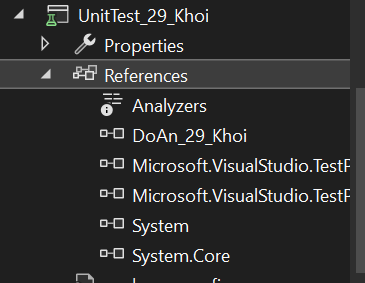 UnitTest_29_Khoi
Properties
References
Analyzers
DoAn_29_Khoi
Microsoft.VisualStudio.TestP
Microsoft.VisualStudio.TestP
System
System.Core